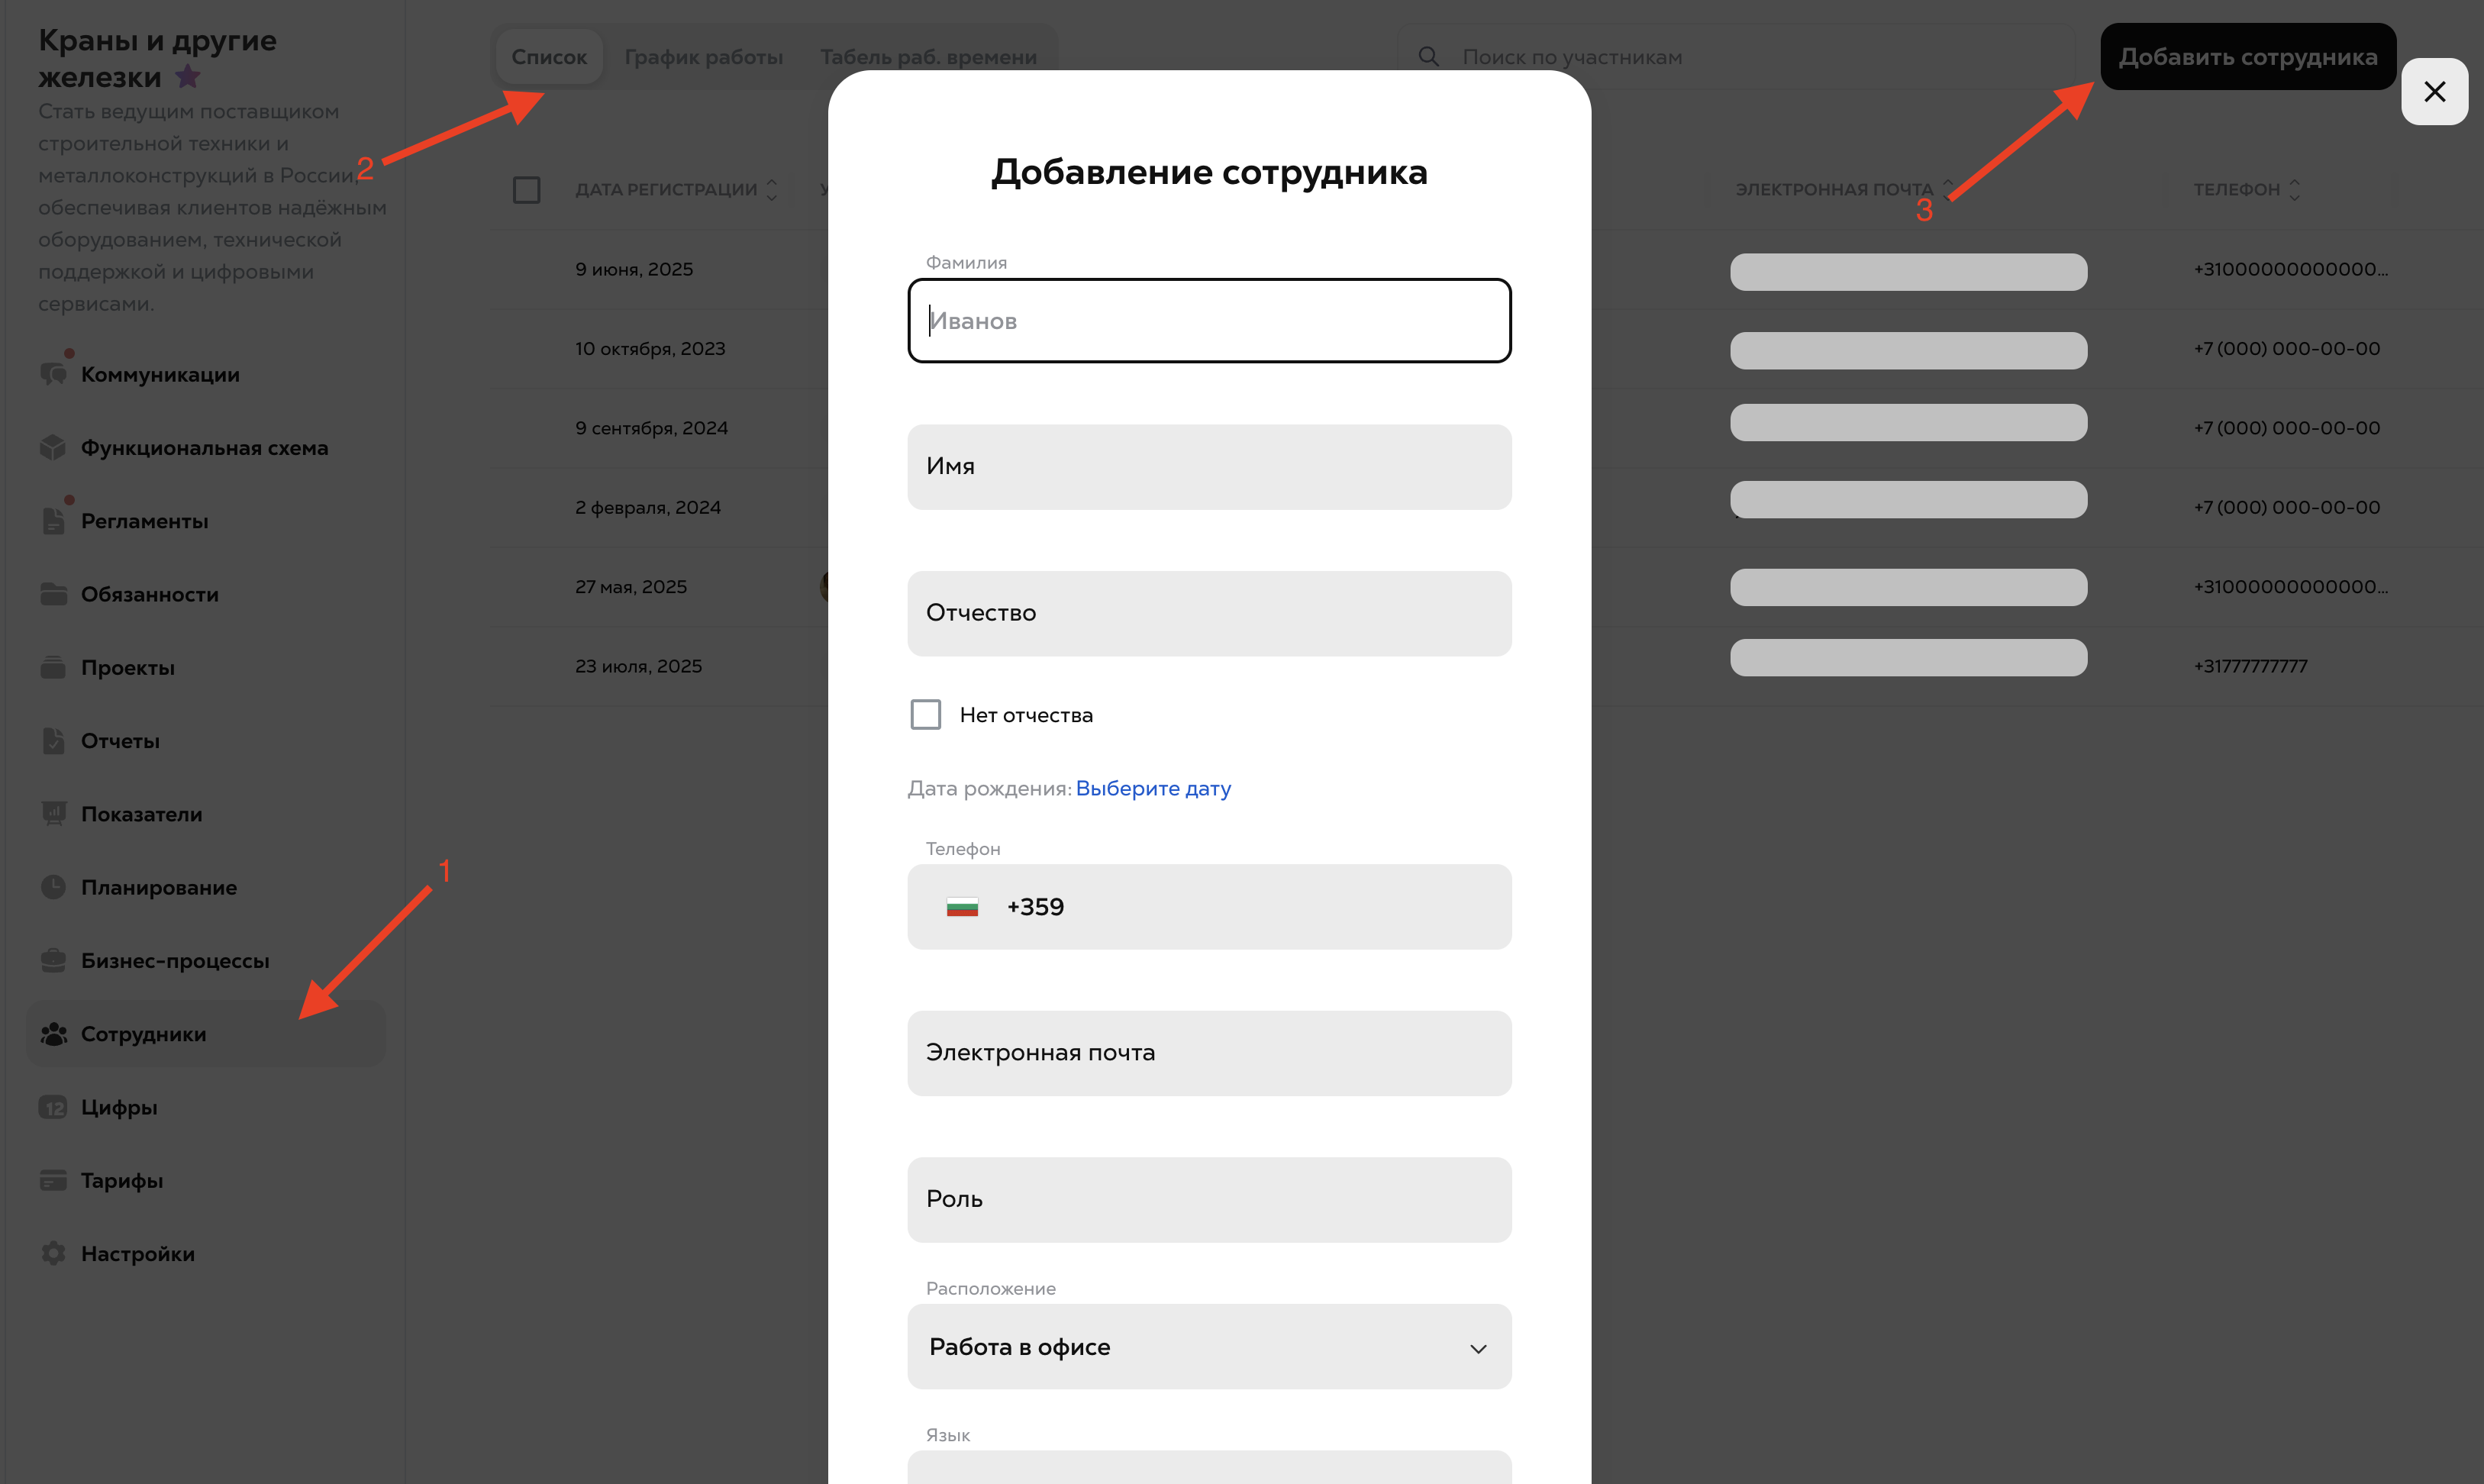 Краны и другие
железки
Стать ведущим поставщиком
строительной техники и
металлоконструкций в России,
обеспечивая клиентов надёжным
оборудованием, технической
поддержкой и цифровыми
сервисами.
Коммуникации
Функциональная схема
Регламенты
Обязанности
Проекты
Отчеты
Показатели
Планирование
Бизнес-процессы
Сотрудники
12 Цифры
Тарифы
Настройки
1
2
3
Список График работы Табель раб. времени
Поиск по участникам
Добавить сотрудника
ДАТА РЕГИСТРАЦИИ ЭЛЕКТРОННАЯ ПОЧТА ТЕЛЕФОН
9 июня, 2025 +31000000000000...
10 октября, 2023 +7 (000) 000-00-00
9 сентября, 2024 +7 (000) 000-00-00
2 февраля, 2024 +7 (000) 000-00-00
27 мая, 2025 +31000000000000...
23 июля, 2025 +31777777777
Добавление сотрудника
Фамилия
Иванов
Имя
Отчество
Нет отчества
Дата рождения: Выберите дату
Телефон
+359
Электронная почта
Роль
Расположение
Работа в офисе
Язык